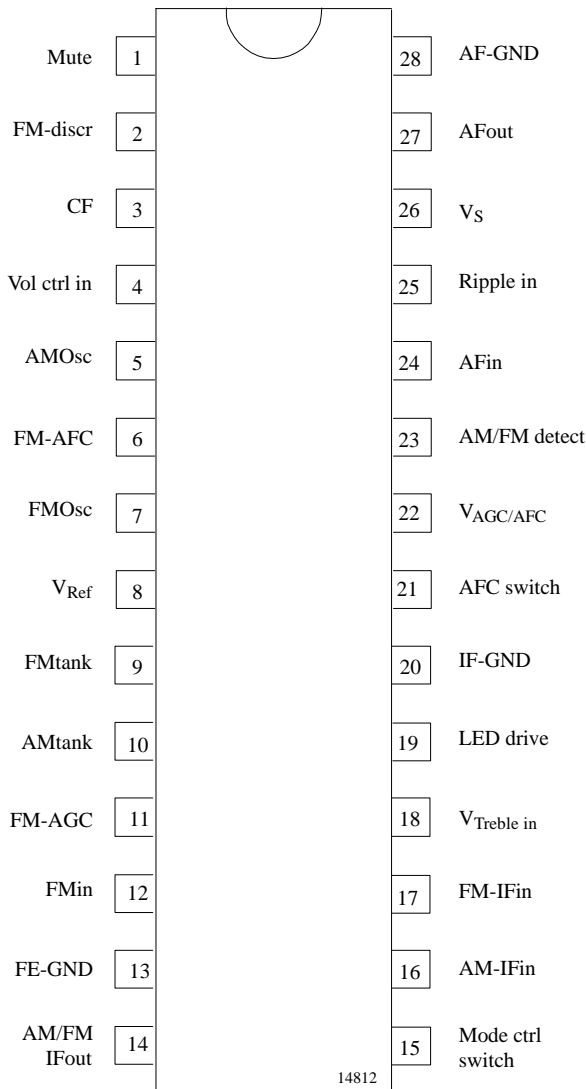 Mute 1 28 AF-GND
FM-discr 2 27 AFout
CF 3 26 VS
Vol ctrl in 4 25 Ripple in
AMOsc 5 24 AFin
FM-AFC 6 23 AM/FM detect
FMOsc 7 22 VAGC/AFC
VRef 8 21 AFC switch
FMtank 9 20 IF-GND
AMtank 10 19 LED drive
FM-AGC 11 18 VTreble in
FMin 12 17 FM-IFin
FE-GND 13 16 AM-IFin
AM/FM
IFout 14 15 Mode ctrl
switch
14812